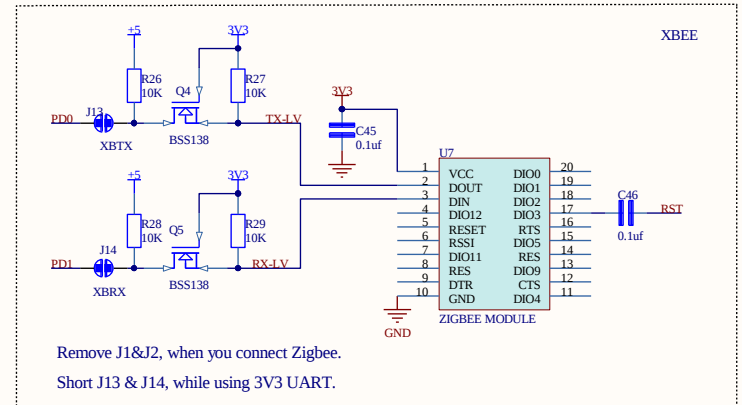 XBEE
+5
3V3
R26
10K
Q4
R27
10K
J13
PD0
XBTX
BSS138
TX-LV
3V3
C45
0.1uf
+5
3V3
R28
10K
Q5
R29
10K
J14
PD1
XBRX
BSS138
RX-LV
U7
1 VCC DIO0 20
2 DOUT DIO1 19
3 DIN DIO2 18
4 DIO12 DIO3 17
5 RESET RTS 16
6 RSSI DIO5 15
7 DIO11 RES 14
8 RES DIO9 13
9 DTR CTS 12
10 GND DIO4 11
ZIGBEE MODULE
GND
C46
0.1uf
RST
Remove J1&J2, when you connect Zigbee.
Short J13 & J14, while using 3V3 UART.